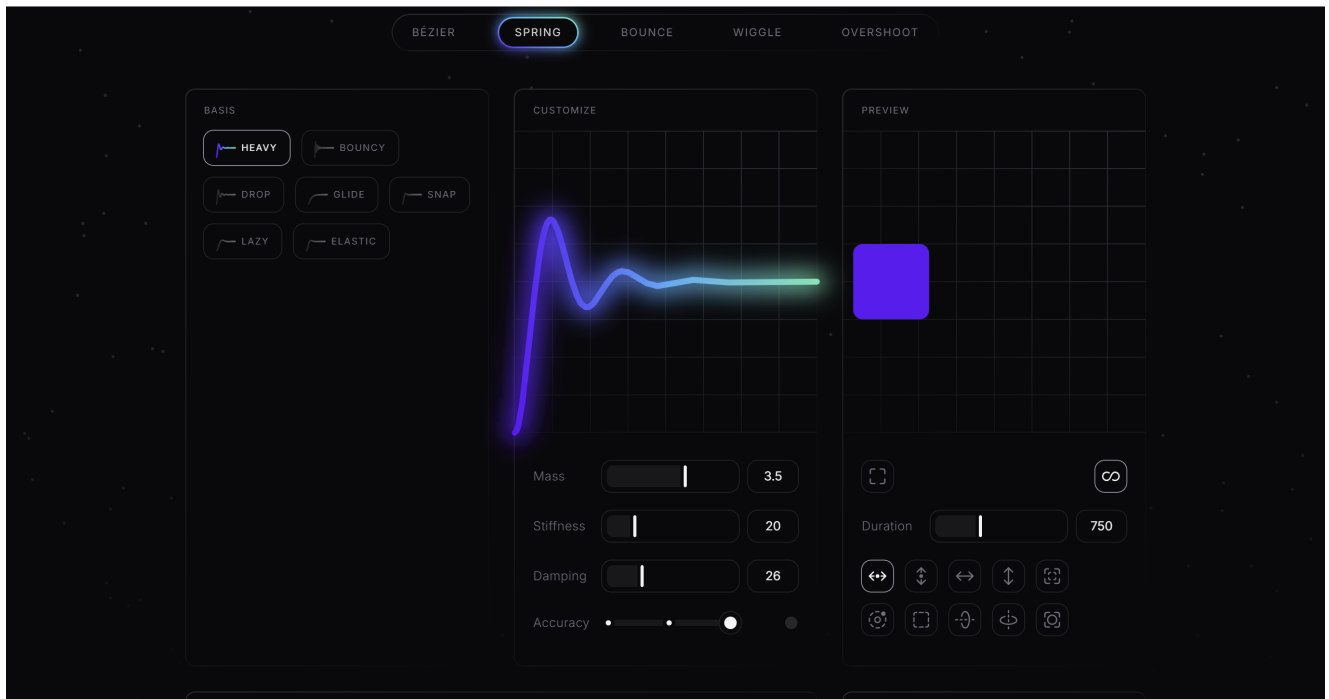 BÉZIER SPRING BOUNCE WIGGLE OVERSHOOT
BASIS
HEAVY BOUNCY
DROP GLIDE SNAP
LAZY ELASTIC
CUSTOMIZE
Mass 3.5
Stiffness 20
Damping 26
Accuracy
PREVIEW
Duration 750